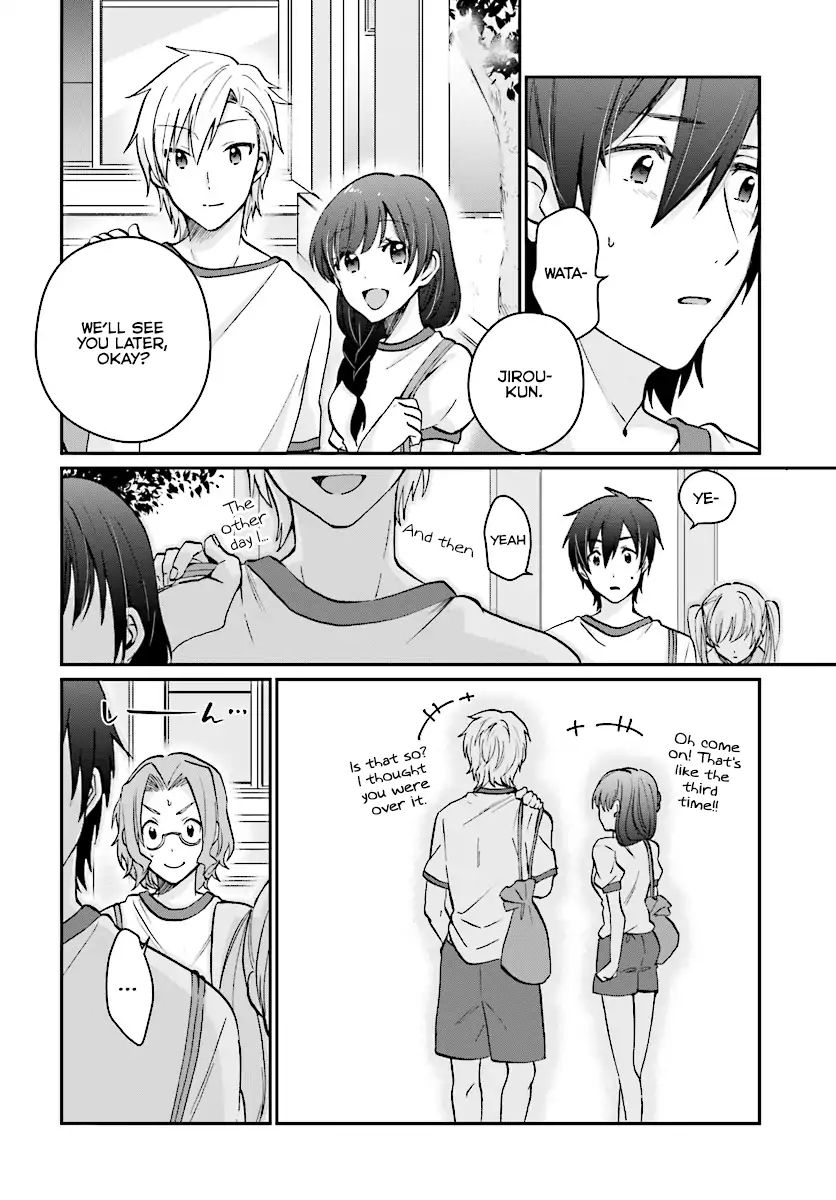 WATA-
JIROU-
KUN.
WE'LL SEE
YOU LATER,
OKAY?
YE-
YEAH
And then
The
other
day I...
Oh come
on! That's
like the
third
time!!
Is that so?
I thought
you were
over it.
しーーん…
...